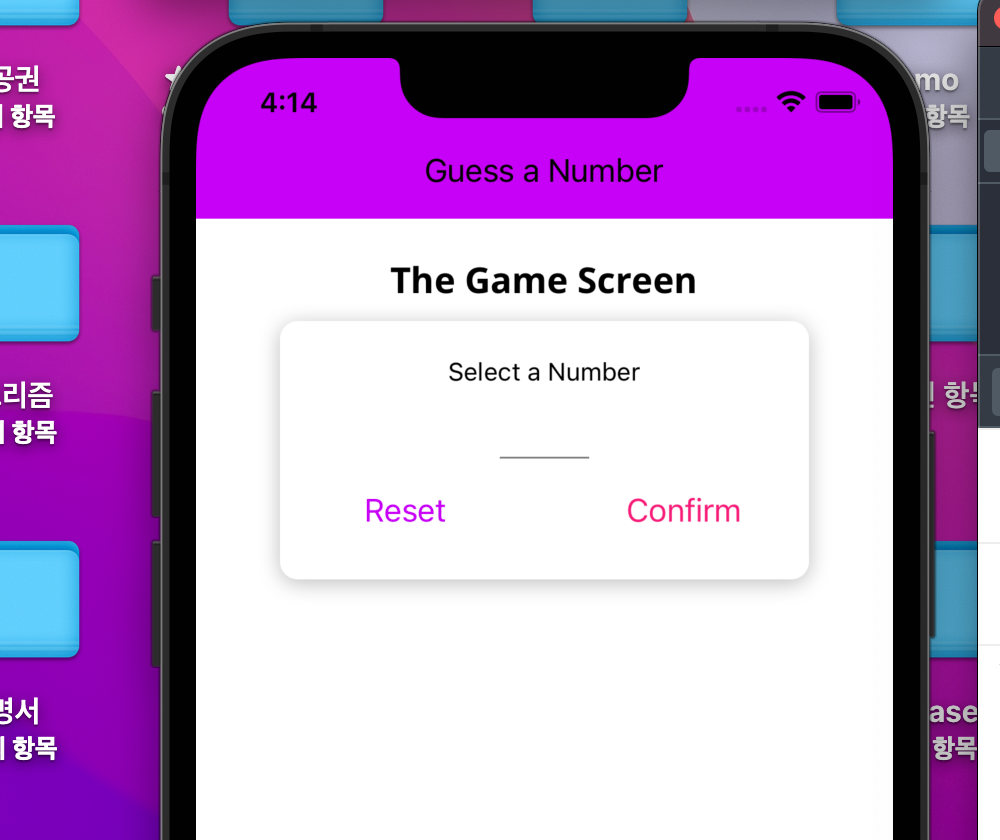 공권
항목
4:14
mo
항목
Guess a Number
The Game Screen
Select a Number
리즘
항목
항목
Reset
Confirm
명서
항목
ase
항목